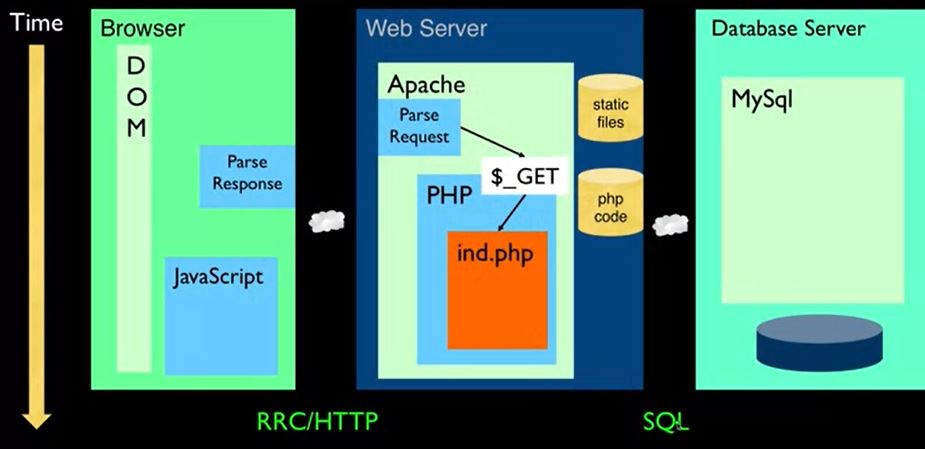 Time
Browser
D
O
M
Parse
Response
JavaScript
Web Server
Apache
Parse
Request
$_GET
PHP
ind.php
static
files
php
code
Database Server
MySql
RRC/HTTP
SQL